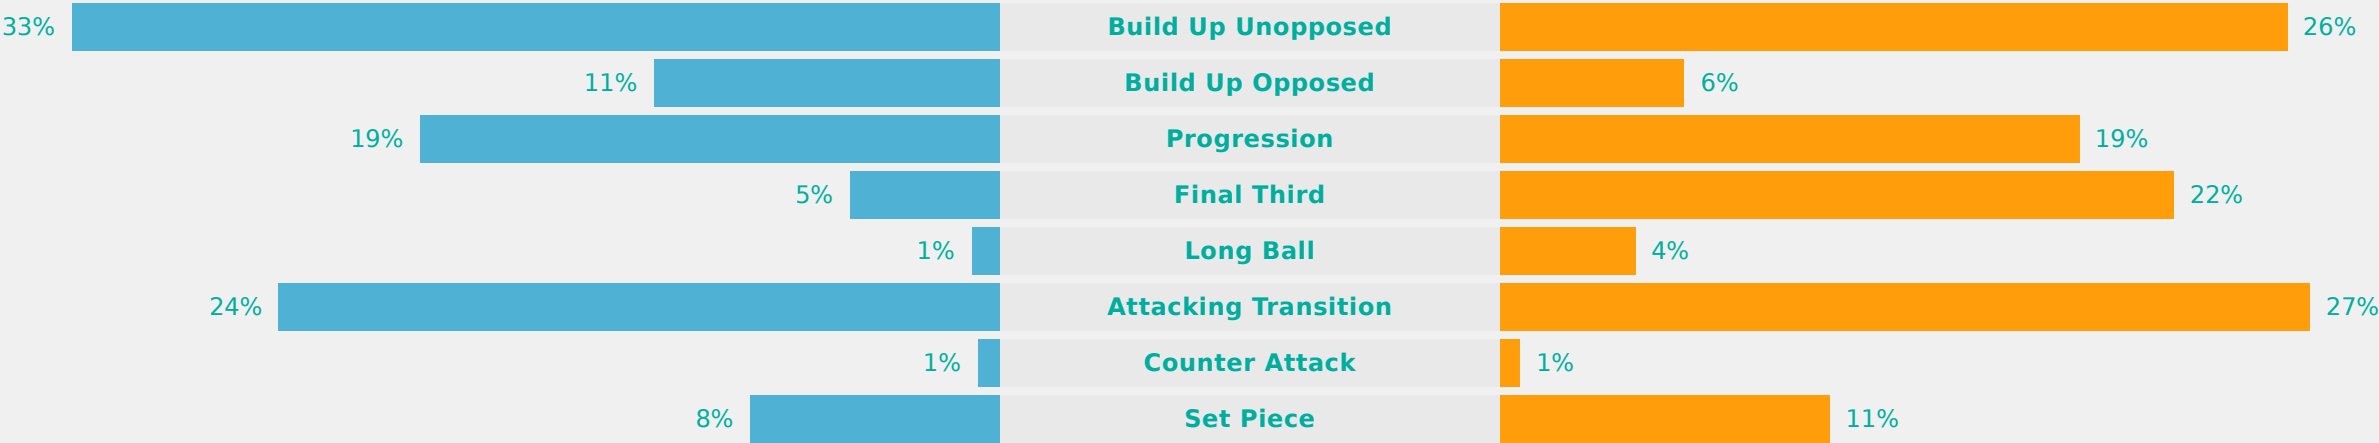 33% Build Up Unopposed 26%
11% Build Up Opposed 6%
19% Progression 19%
5% Final Third 22%
1% Long Ball 4%
24% Attacking Transition 27%
1% Counter Attack 1%
8% Set Piece 11%